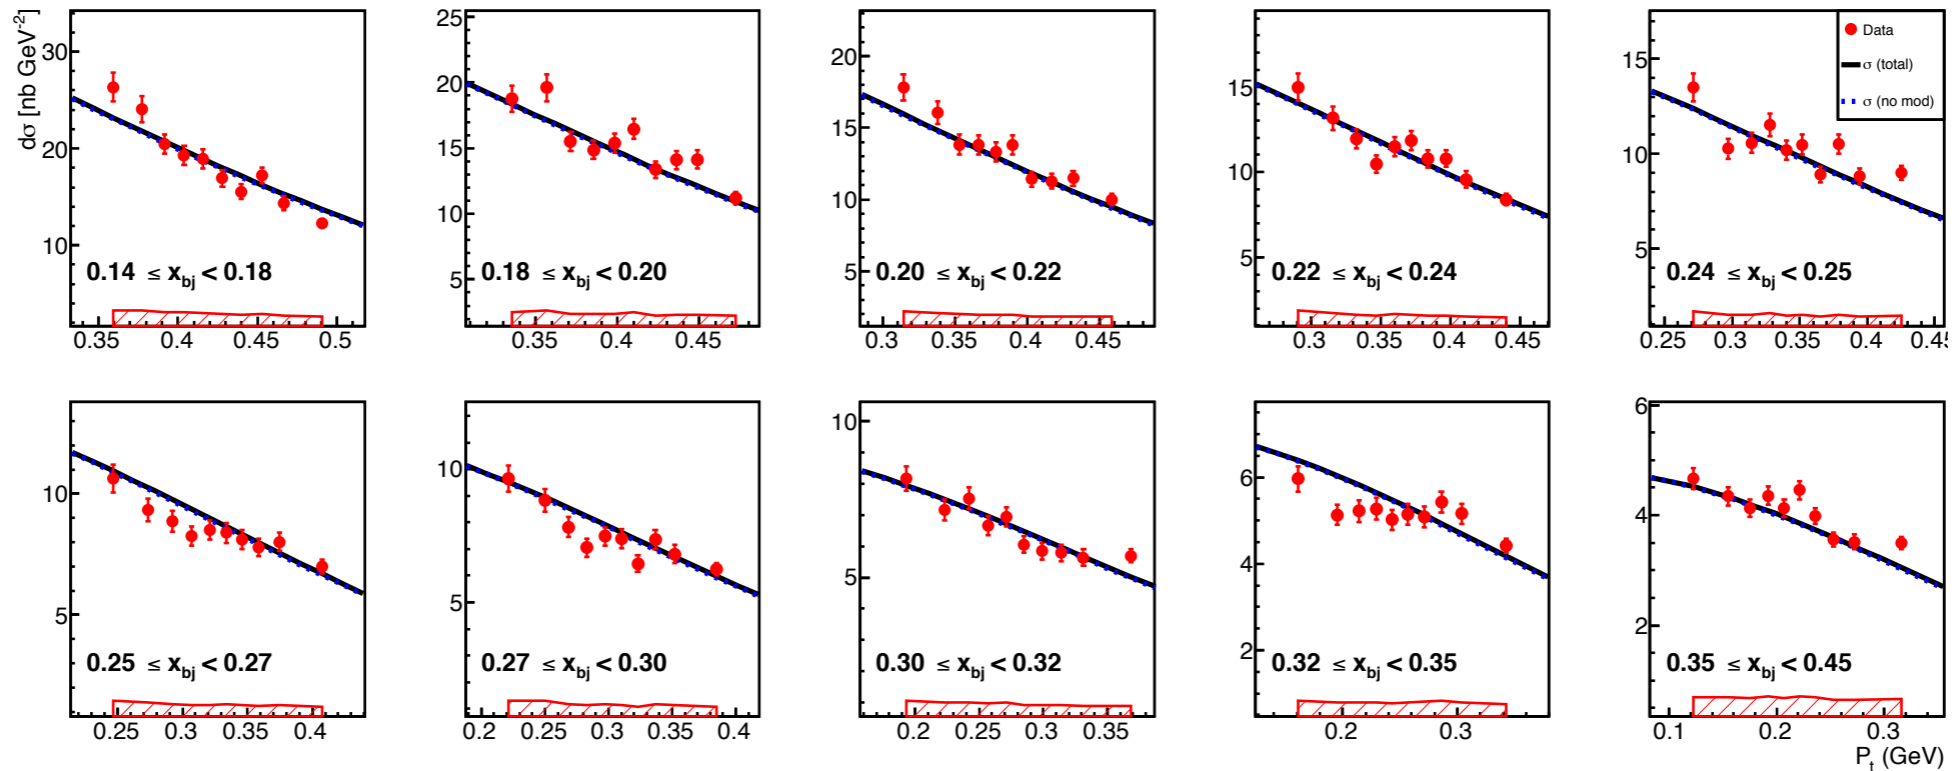 dσ [nb GeV⁻²]
30
20
10
0.14 ≤ x_bj < 0.18
0.35 0.4 0.45 0.5
25
20
15
10
5
0.18 ≤ x_bj < 0.20
0.35 0.4 0.45
20
15
10
5
0.20 ≤ x_bj < 0.22
0.3 0.35 0.4 0.45
15
10
5
0.22 ≤ x_bj < 0.24
0.3 0.35 0.4 0.45
15
10
5
Data
σ (total)
σ (no mod)
0.24 ≤ x_bj < 0.25
0.25 0.3 0.35 0.4 0.45
10
5
0.25 ≤ x_bj < 0.27
0.25 0.3 0.35 0.4
10
5
0.27 ≤ x_bj < 0.30
0.2 0.25 0.3 0.35 0.4
10
5
0.30 ≤ x_bj < 0.32
0.2 0.25 0.3 0.35
6
4
2
0.32 ≤ x_bj < 0.35
0.2 0.3
6
4
2
0.35 ≤ x_bj < 0.45
0.1 0.2 0.3
P_t (GeV)